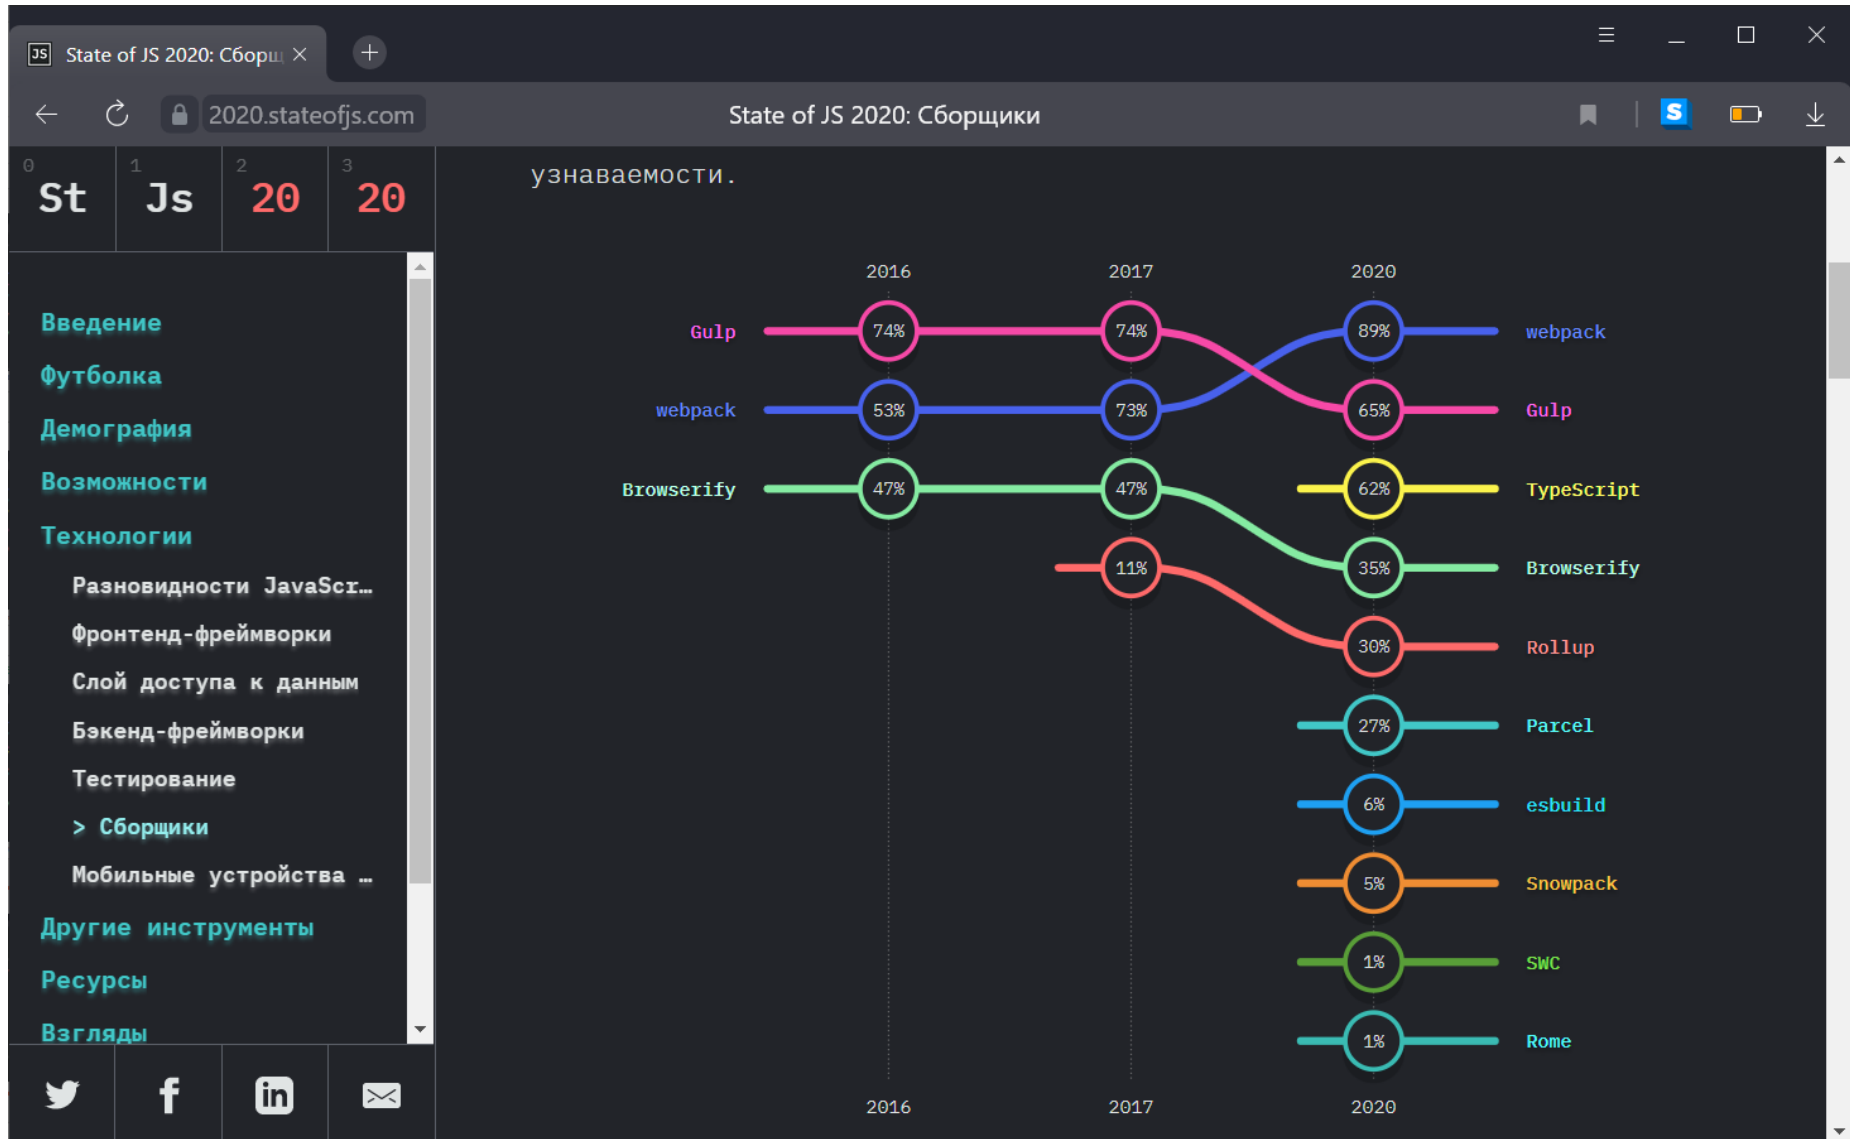 State of JS 2020: Сборщ
2020.stateofjs.com
State of JS 2020: Сборщики
0 St
1 Js
2 20
3 20
Введение
Футболка
Демография
Возможности
Технологии
Разновидности JavaScr…
Фронтенд-фреймворки
Слой доступа к данным
Бэкенд-фреймворки
Тестирование
> Сборщики
Мобильные устройства …
Другие инструменты
Ресурсы
Взгляды
узнаваемости.
2016 2017 2020
Gulp 74% 74% 89% webpack
webpack 53% 73% 65% Gulp
Browserify 47% 47% 62% TypeScript
11% 35% Browserify
30% Rollup
27% Parcel
6% esbuild
5% Snowpack
1% SWC
1% Rome
2016 2017 2020